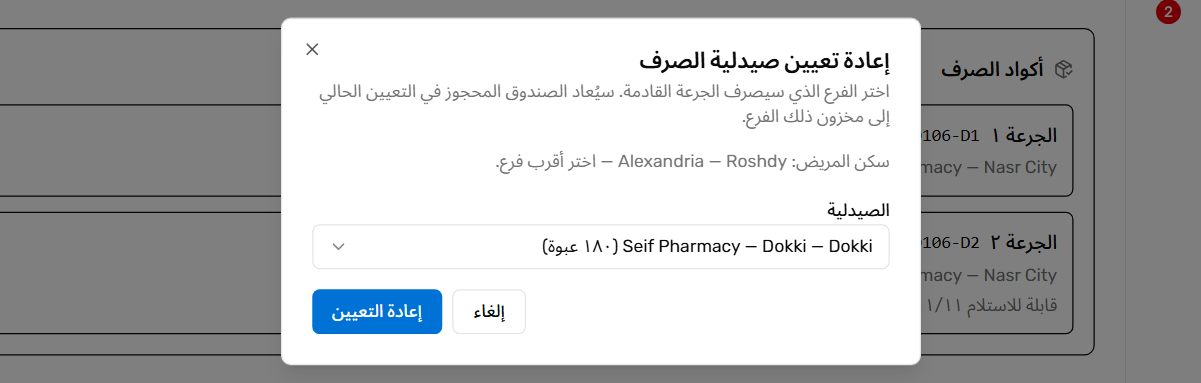 2
إعادة تعيين صيدلية الصرف
اختر الفرع الذي سيصرف الجرعة القادمة. سيُعاد الصندوق المحجوز في التعيين الحالي
إلى مخزون ذلك الفرع.
سكن المريض: Alexandria — Roshdy — اختر أقرب فرع.
الصيدلية
Seif Pharmacy — Dokki — Dokki (١٨٠ عبوة)
إعادة التعيين
إلغاء
أكواد الصرف
الجرعة ١ 106-D1
macy — Nasr City
الجرعة ٢ 106-D2
macy — Nasr City
قابلة للاستلام ١/١١